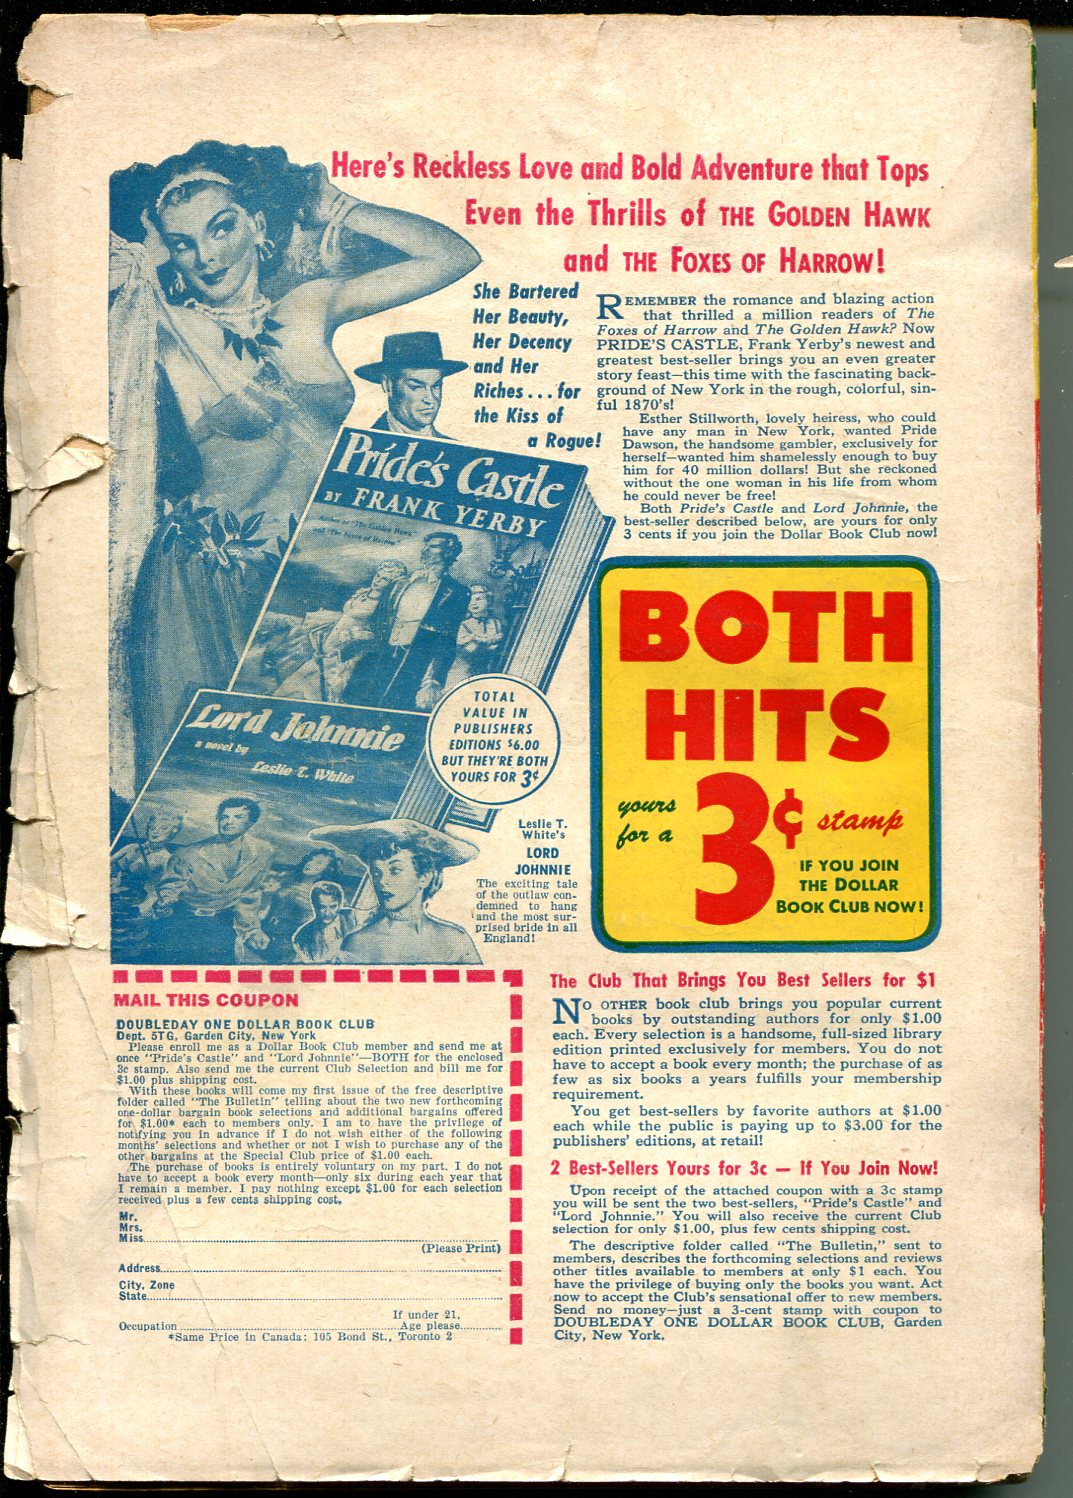 Here's Reckless Love and Bold Adventure that Tops
Even the Thrills of THE GOLDEN HAWK
and THE FOXES OF HARROW!
She Bartered
Her Beauty,
Her Decency
and Her
Riches...for
the Kiss of
a Rogue!
REMEMBER the romance and blazing action
that thrilled a million readers of The
Foxes of Harrow and The Golden Hawk? Now
PRIDE'S CASTLE, Frank Yerby's newest and
greatest best-seller brings you an even greater
story feast—this time with the fascinating back-
ground of New York in the rough, colorful, sin-
ful 1870's!
Esther Stillworth, lovely heiress, who could
have any man in New York, wanted Pride
Dawson, the handsome gambler, exclusively for
herself—wanted him shamelessly enough to buy
him for 40 million dollars! But she reckoned
without the one woman in his life from whom
he could never be free!
Both Pride's Castle and Lord Johnnie, the
best-seller described below, are yours for only
3 cents if you join the Dollar Book Club now!
Pride's Castle
BY FRANK YERBY
Author of "The Golden Hawk"
"The Foxes of Harrow"
Lord Johnnie
a novel by
Leslie T. White
TOTAL
VALUE IN
PUBLISHERS
EDITIONS $6.00
BUT THEY'RE BOTH
YOURS FOR 3¢
Leslie T.
White's
LORD
JOHNNIE
The exciting tale
of the outlaw con-
demned to hang
and the most sur-
prised bride in all
England!
BOTH
HITS
yours
for a
3¢ stamp
IF YOU JOIN
THE DOLLAR
BOOK CLUB NOW!
MAIL THIS COUPON
DOUBLEDAY ONE DOLLAR BOOK CLUB
Dept. 5TG, Garden City, New York
Please enroll me as a Dollar Book Club member and send me at
once "Pride's Castle" and "Lord Johnnie"—BOTH for the enclosed
3c stamp. Also send me the current Club Selection and bill me for
$1.00 plus shipping cost.
With these books will come my first issue of the free descriptive
folder called "The Bulletin" telling about the two new forthcoming
one-dollar bargain book selections and additional bargains offered
for $1.00* each to members only. I am to have the privilege of
notifying you in advance if I do not wish either of the following
months' selections and whether or not I wish to purchase any of the
other bargains at the Special Club price of $1.00 each.
The purchase of books is entirely voluntary on my part. I do not
have to accept a book every month—only six during each year that
I remain a member. I pay nothing except $1.00 for each selection
received plus a few cents shipping cost.
Mr.
Mrs.
Miss
(Please Print)
Address
City, Zone
State
If under 21,
Occupation Age please
*Same Price in Canada: 105 Bond St., Toronto 2
The Club That Brings You Best Sellers for $1
NO OTHER book club brings you popular current
books by outstanding authors for only $1.00
each. Every selection is a handsome, full-sized library
edition printed exclusively for members. You do not
have to accept a book every month; the purchase of as
few as six books a years fulfills your membership
requirement.
You get best-sellers by favorite authors at $1.00
each while the public is paying up to $3.00 for the
publishers' editions, at retail!
2 Best-Sellers Yours for 3c — If You Join Now!
Upon receipt of the attached coupon with a 3c stamp
you will be sent the two best-sellers, "Pride's Castle" and
"Lord Johnnie." You will also receive the current Club
selection for only $1.00, plus few cents shipping cost.
The descriptive folder called "The Bulletin," sent to
members, describes the forthcoming selections and reviews
other titles available to members at only $1 each. You
have the privilege of buying only the books you want. Act
now to accept the Club's sensational offer to new members.
Send no money—just a 3-cent stamp with coupon to
DOUBLEDAY ONE DOLLAR BOOK CLUB, Garden
City, New York.